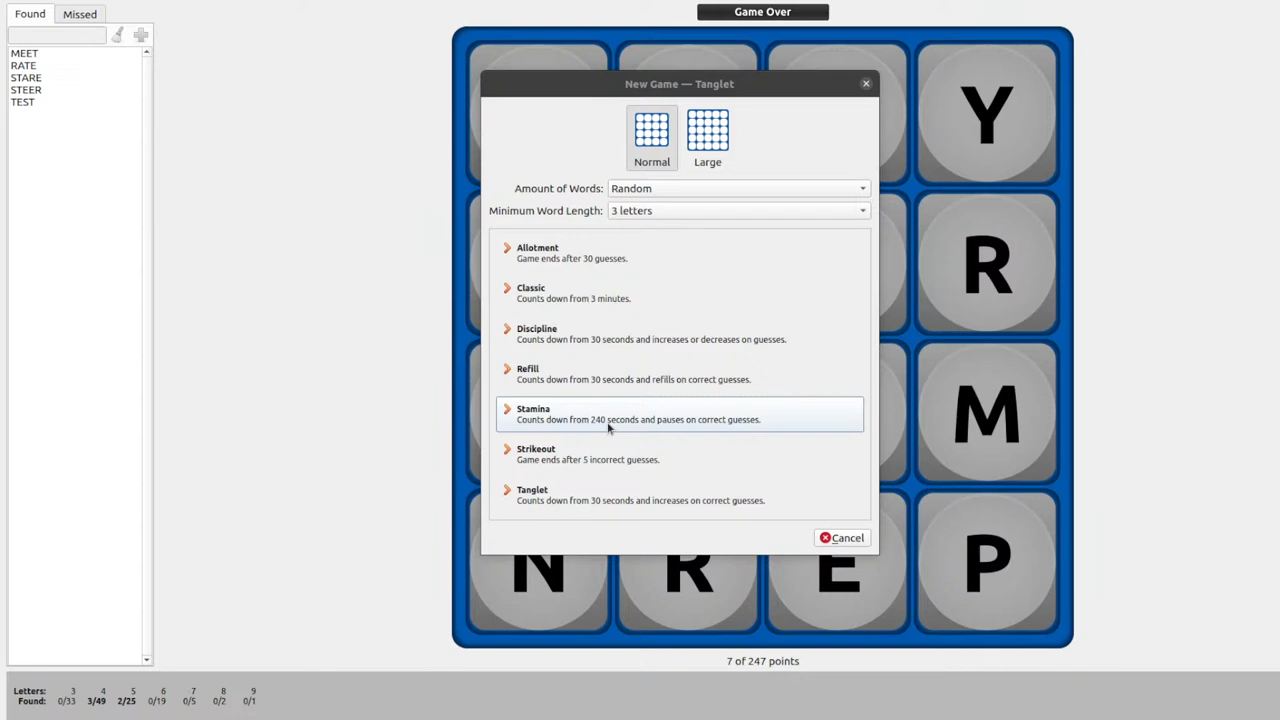 Found Missed
Game Over
MEET
RATE
STARE
STEER
TEST
New Game — Tanglet
Normal Large
Amount of Words: Random
Minimum Word Length: 3 letters
Allotment
Game ends after 30 guesses.
Classic
Counts down from 3 minutes.
Discipline
Counts down from 30 seconds and increases or decreases on guesses.
Refill
Counts down from 30 seconds and refills on correct guesses.
Stamina
Counts down from 240 seconds and pauses on correct guesses.
Strikeout
Game ends after 5 incorrect guesses.
Tanglet
Counts down from 30 seconds and increases on correct guesses.
Cancel
Y
R
M
N R E P
7 of 247 points
Letters: 3 4 5 6 7 8 9
Found: 0/33 3/49 2/25 0/19 0/5 0/2 0/1